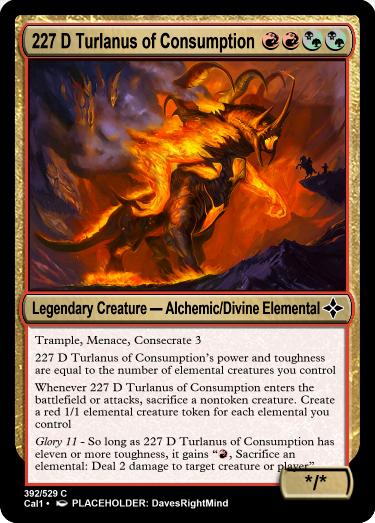 227 D Turlanus of Consumption
Legendary Creature — Alchemic/Divine Elemental
Trample, Menace, Consecrate 3
227 D Turlanus of Consumption's power and toughness
are equal to the number of elemental creatures you control
Whenever 227 D Turlanus of Consumption enters the
battlefield or attacks, sacrifice a nontoken creature. Create
a red 1/1 elemental creature token for each elemental you
control
Glory 11 - So long as 227 D Turlanus of Consumption has
eleven or more toughness, it gains “, Sacrifice an
elemental: Deal 2 damage to target creature or player”
*/*
392/529 C
Cal1 • PLACEHOLDER: DavesRightMind